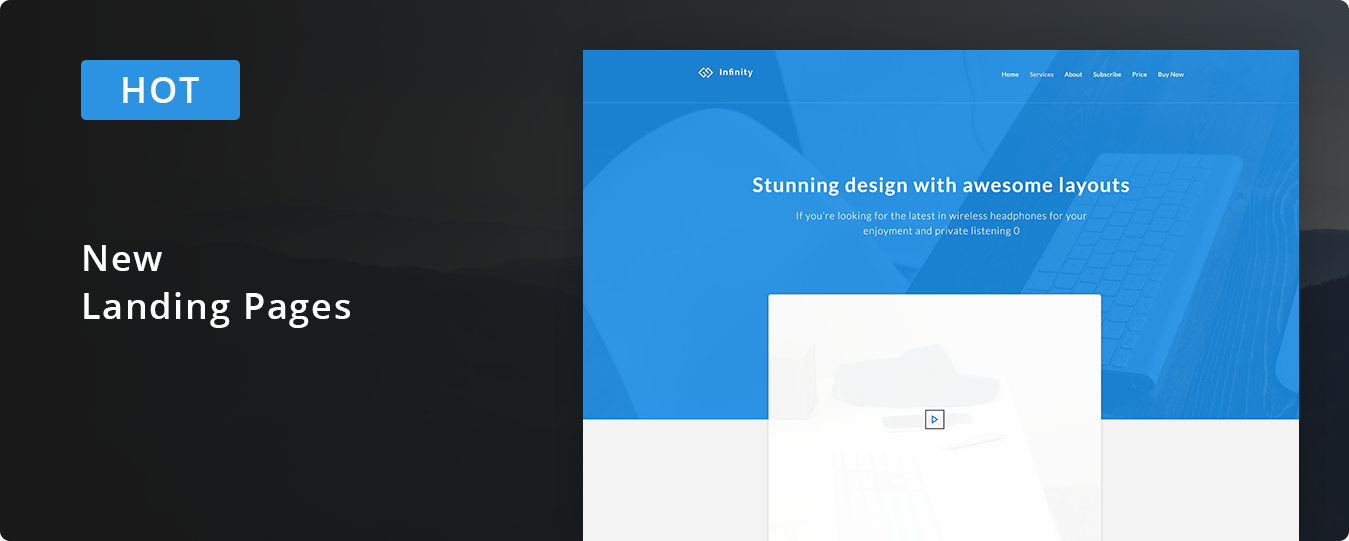 HOT
New
Landing Pages
Infinity
Home Services About Subscribe Price Buy Now
Stunning design with awesome layouts
If you're looking for the latest in wireless headphones for your
enjoyment and private listening 0